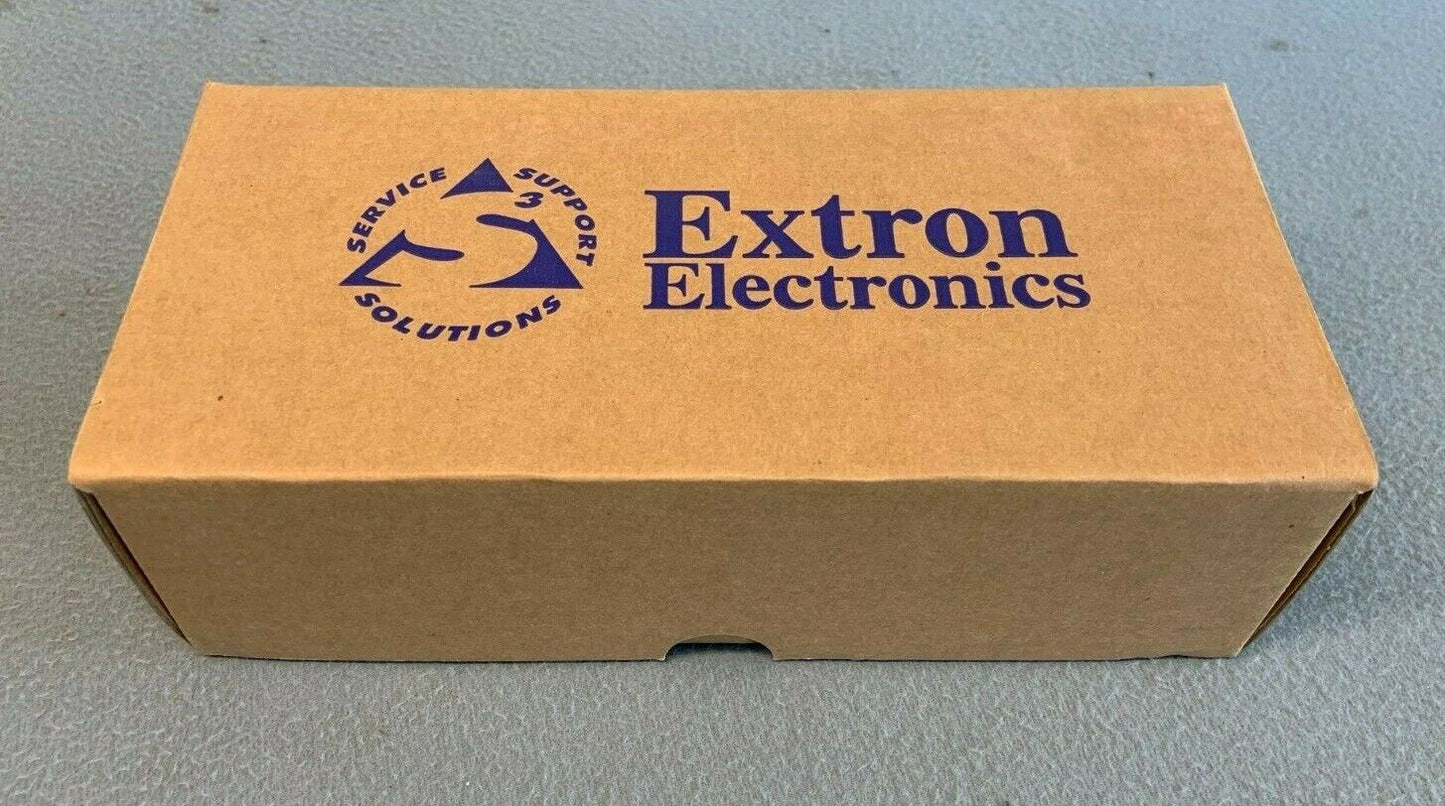 SERVICE
SUPPORT
3
SOLUTIONS
Extron
Electronics